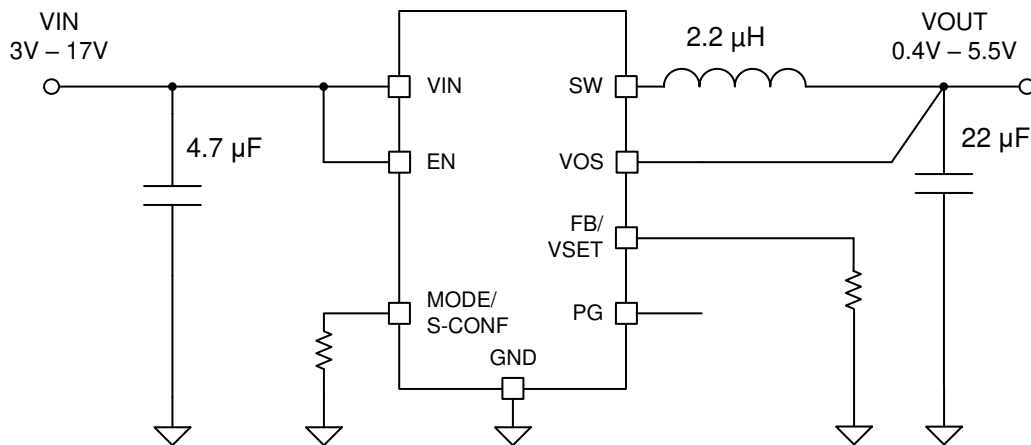 VIN
3V – 17V
2.2 µH
VOUT
0.4V – 5.5V
VIN
SW
4.7 µF
EN
VOS
22 µF
FB/
VSET
MODE/
S-CONF
PG
GND